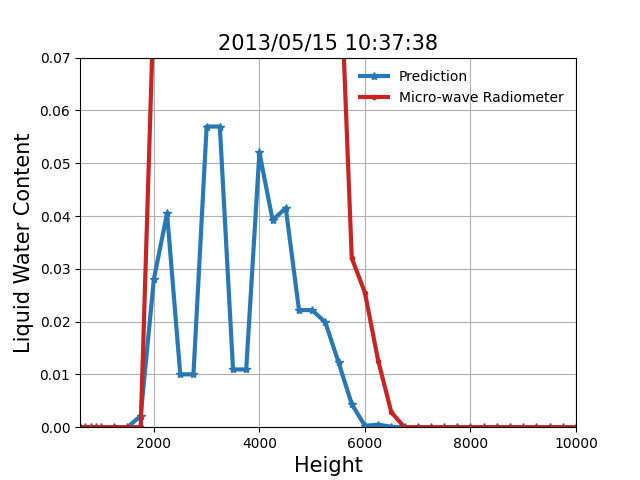 2013/05/15 10:37:38
Prediction
Micro-wave Radiometer
Liquid Water Content
0.07
0.06
0.05
0.04
0.03
0.02
0.01
0.00
2000 4000 6000 8000 10000
Height